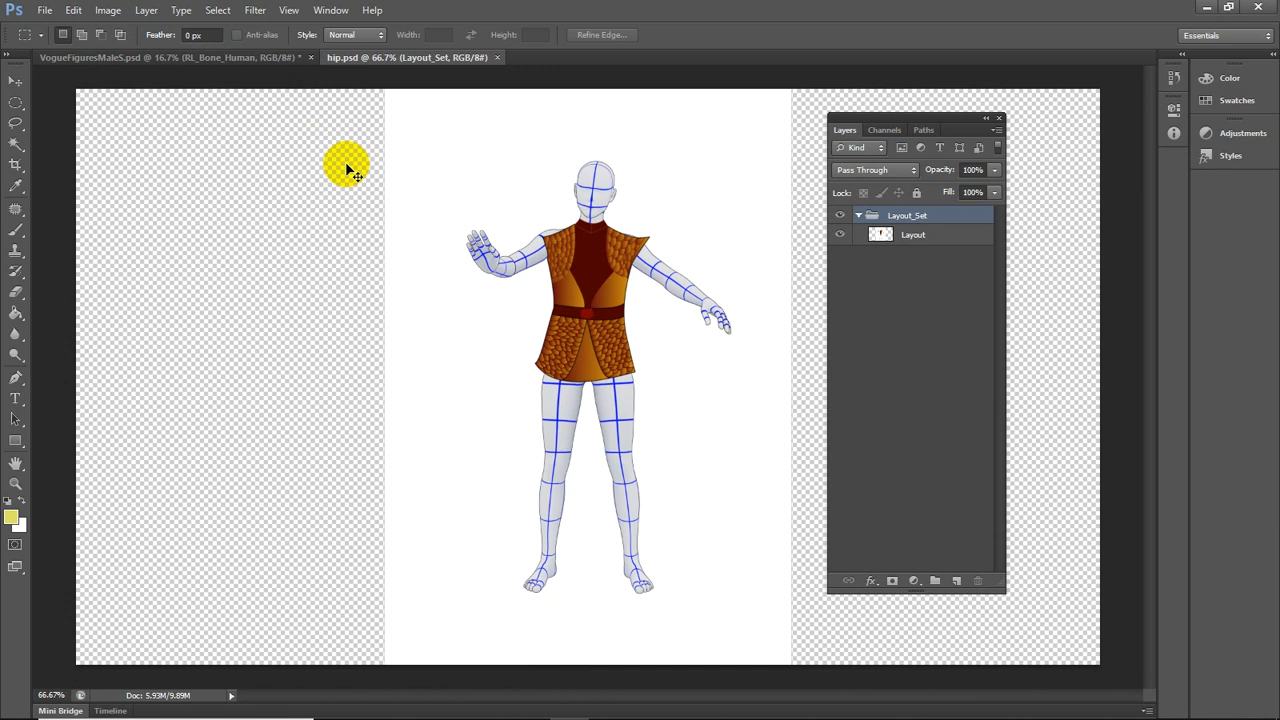 Ps File Edit Image Layer Type Select Filter View Window Help
Feather: 0 px Anti-alias Style: Normal Width: Height: Refine Edge... Essentials
VogueFiguresMaleS.psd @ 16.7% (RL_Bone_Human, RGB/8#) * × hip.psd @ 66.7% (Layout_Set, RGB/8#) ×
Color
Swatches
Adjustments
Styles
Layers Channels Paths
Kind
Pass Through Opacity: 100%
Lock: Fill: 100%
Layout_Set
Layout
fx
66.67% Doc: 5.93M/9.89M
Mini Bridge Timeline